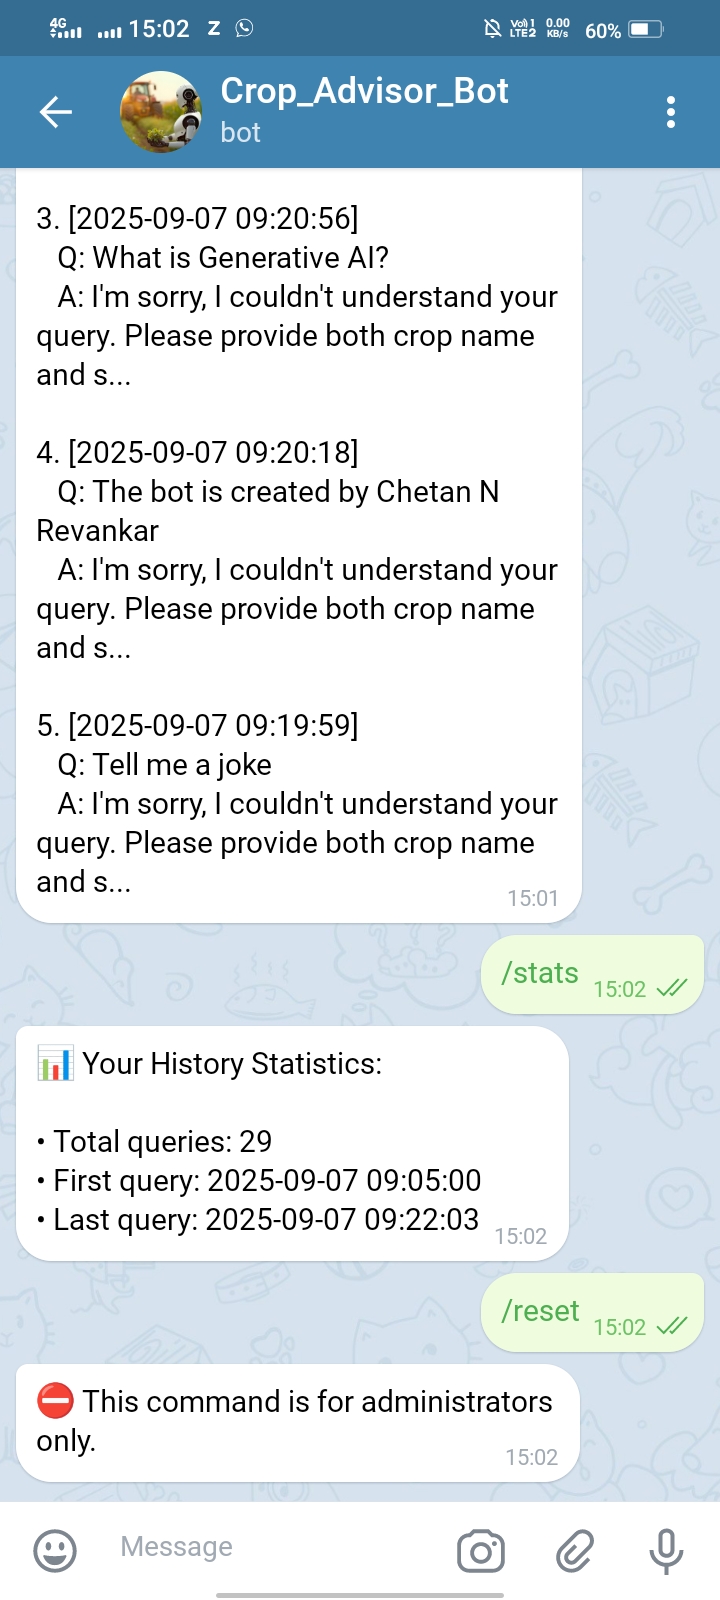 4G 15:02 Z Vo)) 1 LTE2 0.00 KB/s 60%
Crop_Advisor_Bot
bot
3. [2025-09-07 09:20:56]
Q: What is Generative AI?
A: I'm sorry, I couldn't understand your
query. Please provide both crop name
and s...
4. [2025-09-07 09:20:18]
Q: The bot is created by Chetan N
Revankar
A: I'm sorry, I couldn't understand your
query. Please provide both crop name
and s...
5. [2025-09-07 09:19:59]
Q: Tell me a joke
A: I'm sorry, I couldn't understand your
query. Please provide both crop name
and s...
15:01
/stats 15:02
📊 Your History Statistics:
• Total queries: 29
• First query: 2025-09-07 09:05:00
• Last query: 2025-09-07 09:22:03 15:02
/reset 15:02
⛔ This command is for administrators
only.
15:02
Message